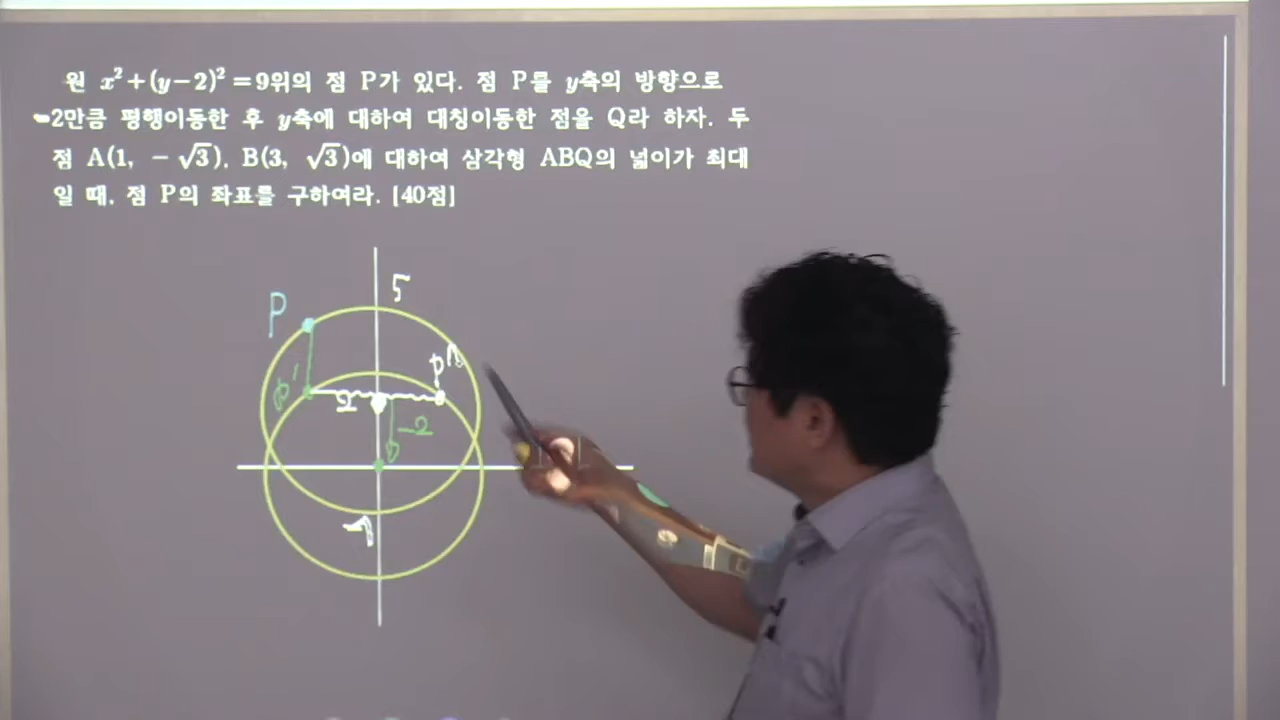 원 x²+(y−2)²=9위의 점 P가 있다. 점 P를 y축의 방향으로
−2만큼 평행이동한 후 y축에 대하여 대칭이동한 점을 Q라 하자. 두
점 A(1, −√3), B(3, √3)에 대하여 삼각형 ABQ의 넓이가 최대
일 때, 점 P의 좌표를 구하여라. [40점]
5
P
P'
2
−2
−1